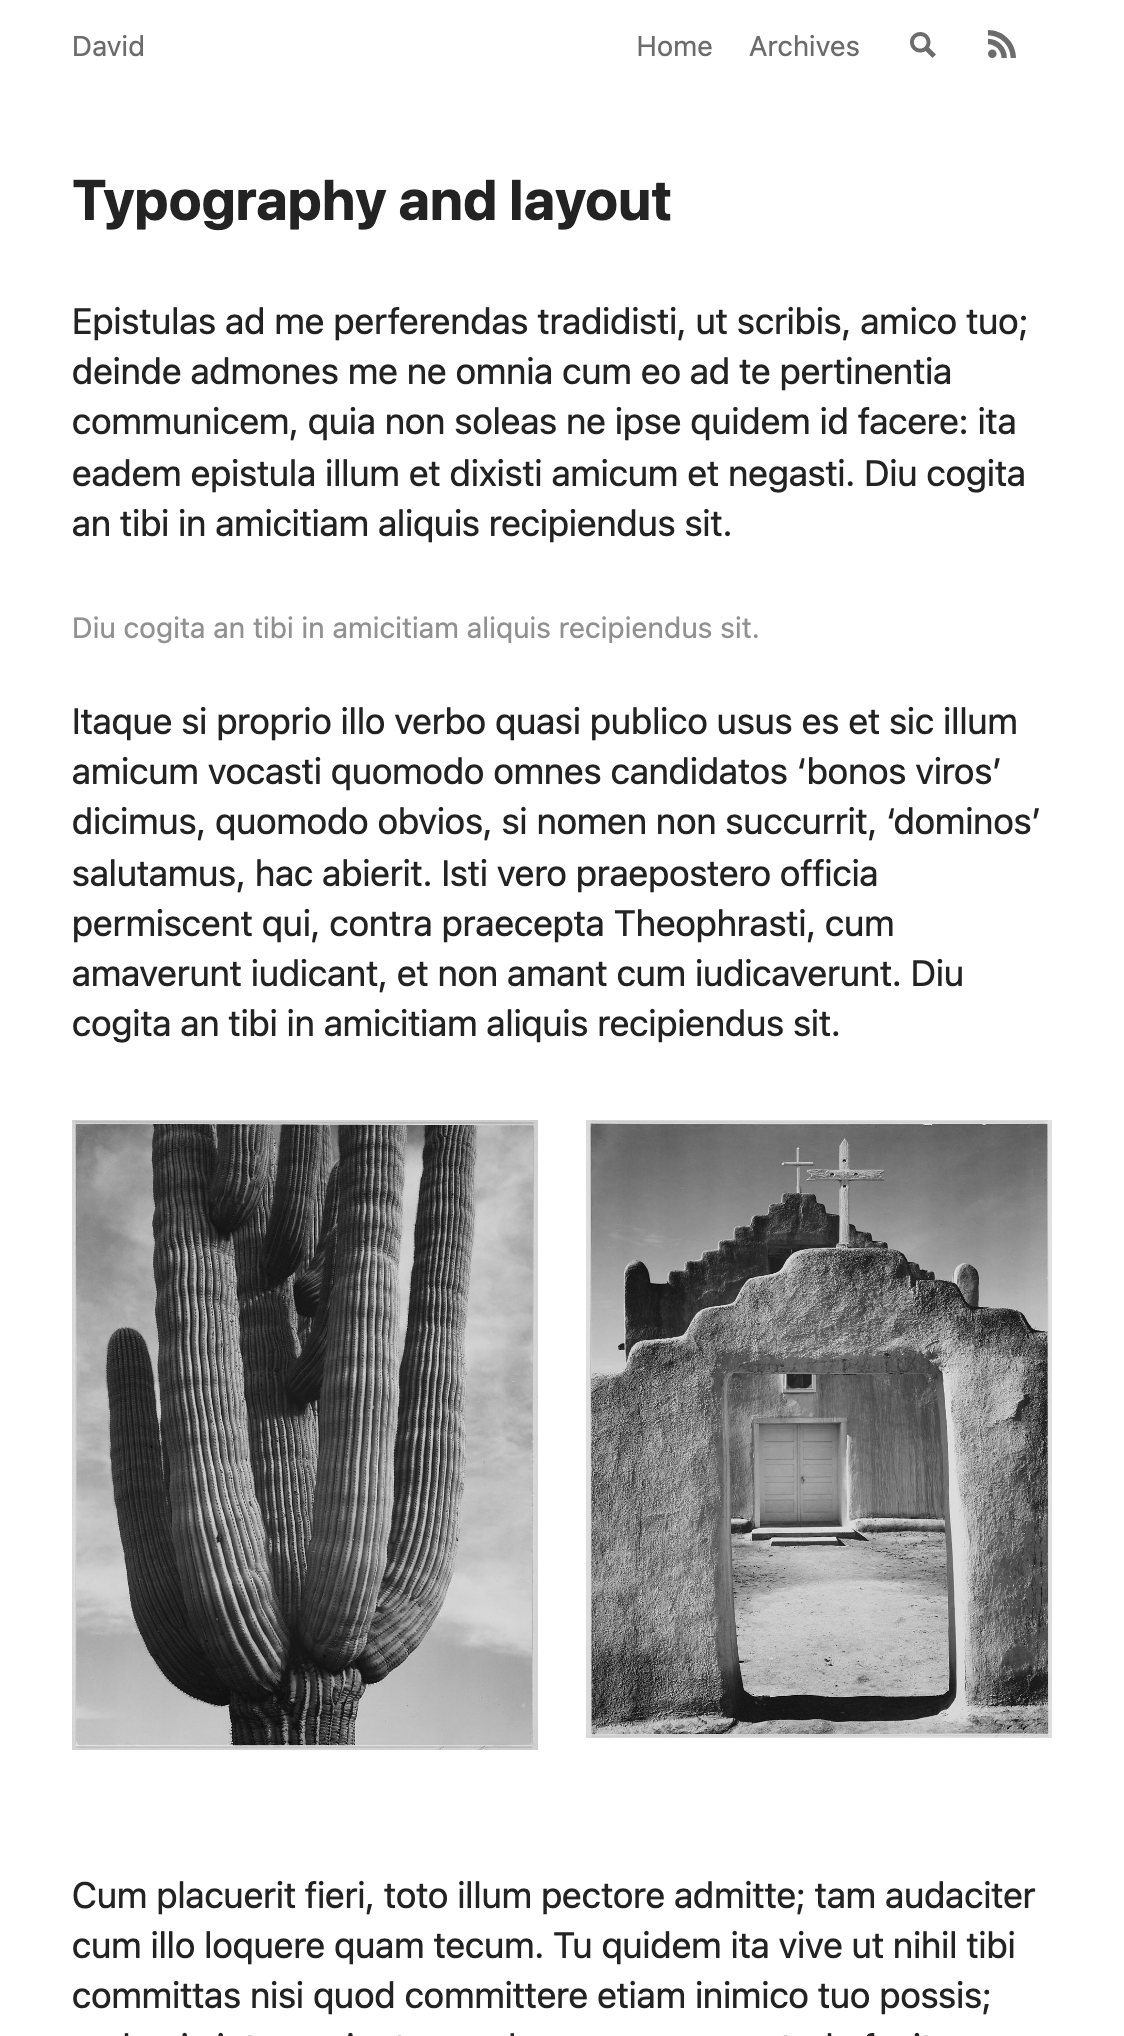 David
Home Archives
Typography and layout
Epistulas ad me perferendas tradidisti, ut scribis, amico tuo;
deinde admones me ne omnia cum eo ad te pertinentia
communicem, quia non soleas ne ipse quidem id facere: ita
eadem epistula illum et dixisti amicum et negasti. Diu cogita
an tibi in amicitiam aliquis recipiendus sit.
Diu cogita an tibi in amicitiam aliquis recipiendus sit.
Itaque si proprio illo verbo quasi publico usus es et sic illum
amicum vocasti quomodo omnes candidatos ‘bonos viros’
dicimus, quomodo obvios, si nomen non succurrit, ‘dominos’
salutamus, hac abierit. Isti vero praepostero officia
permiscent qui, contra praecepta Theophrasti, cum
amaverunt iudicant, et non amant cum iudicaverunt. Diu
cogita an tibi in amicitiam aliquis recipiendus sit.
Cum placuerit fieri, toto illum pectore admitte; tam audaciter
cum illo loquere quam tecum. Tu quidem ita vive ut nihil tibi
committas nisi quod committere etiam inimico tuo possis;